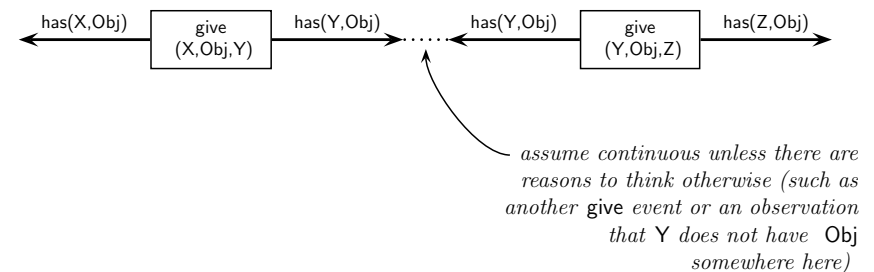 has(X,Obj)
give
(X,Obj,Y)
has(Y,Obj)
has(Y,Obj)
give
(Y,Obj,Z)
has(Z,Obj)
assume continuous unless there are
reasons to think otherwise (such as
another give event or an observation
that Y does not have Obj
somewhere here)